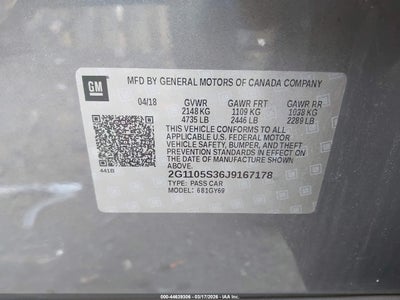 GM
MFD BY GENERAL MOTORS OF CANADA COMPANY
04/18 GVWR GAWR FRT GAWR RR
2148 KG 1109 KG 1038 KG
4735 LB 2446 LB 2289 LB
THIS VEHICLE CONFORMS TO ALL
APPLICABLE U.S. FEDERAL MOTOR
VEHICLE SAFETY, BUMPER, AND THEFT
PREVENTION STANDARDS IN EFFECT ON
THE DATE OF MANUFACTURE SHOWN
ABOVE.
2G1105S36J9167178
TYPE: PASS CAR
MODEL: 6B1GY69
441B
00-44639306 - 03/17/2026 - IAA Inc.